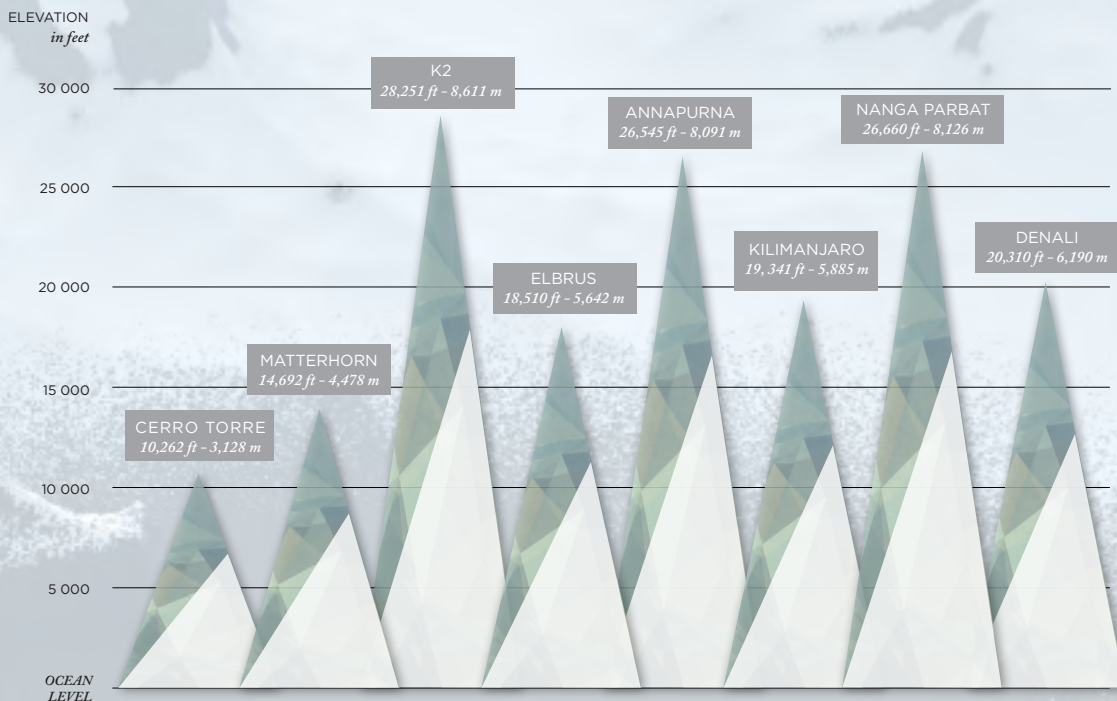 ELEVATION
in feet
30 000
25 000
20 000
15 000
10 000
5 000
OCEAN
LEVEL
CERRO TORRE
10,262 ft - 3,128 m
MATTERHORN
14,692 ft - 4,478 m
K2
28,251 ft - 8,611 m
ELBRUS
18,510 ft - 5,642 m
ANNAPURNA
26,545 ft - 8,091 m
KILIMANJARO
19, 341 ft - 5,885 m
NANGA PARBAT
26,660 ft - 8,126 m
DENALI
20,310 ft - 6,190 m